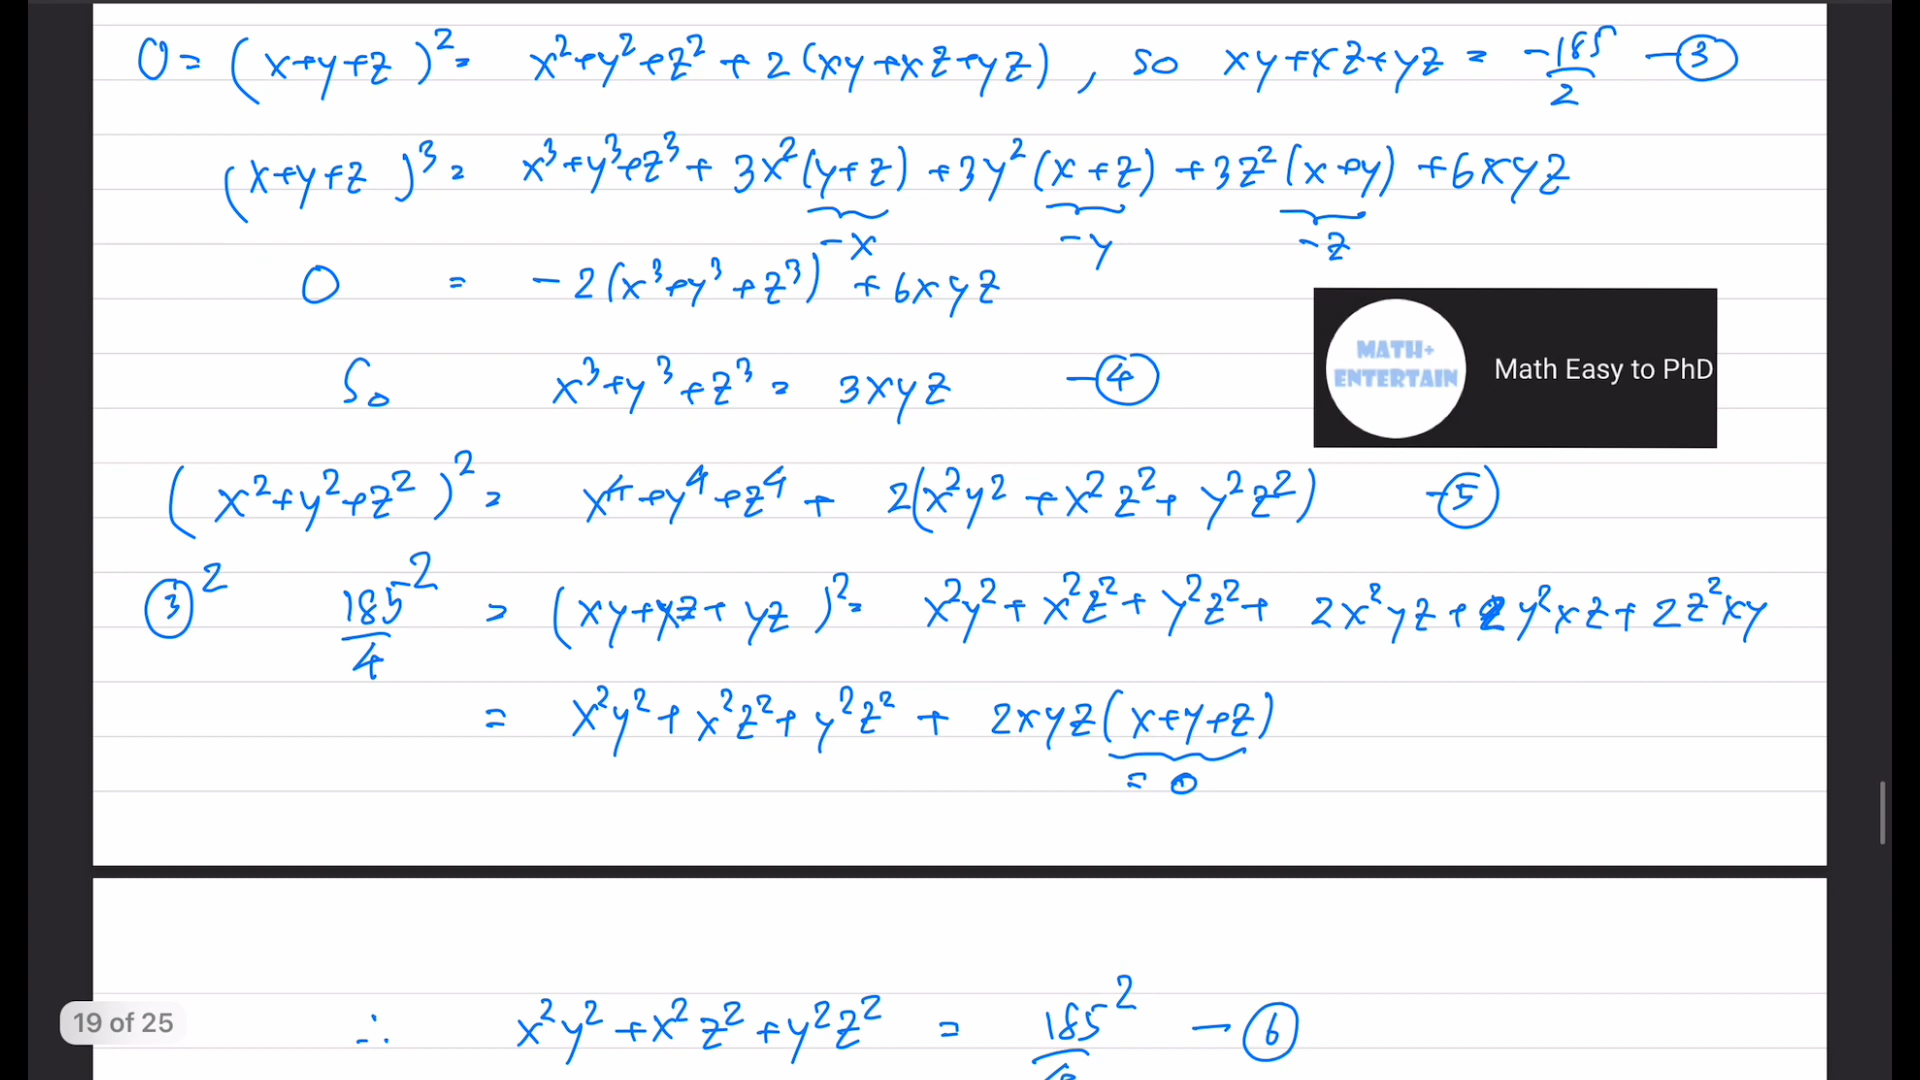 0 = (x+y+z)² = x²+y²+z² + 2(xy+xz+yz), so xy+xz+yz = -185/2 —③
(x+y+z)³ = x³+y³+z³ + 3x²(y+z) + 3y²(x+z) + 3z²(x+y) + 6xyz
-x -y -z
0 = -2(x³+y³+z³) + 6xyz
So x³+y³+z³ = 3xyz —④
MATH+
ENTERTAIN
Math Easy to PhD
(x²+y²+z²)² = x⁴+y⁴+z⁴ + 2(x²y²+x²z²+y²z²) —⑤
③² 185²/4 = (xy+xz+yz)² = x²y²+x²z²+y²z²+ 2x²yz+2y²xz+2z²xy
= x²y²+x²z²+y²z² + 2xyz(x+y+z)
= 0
19 of 25
∴ x²y²+x²z²+y²z² = 185² —⑥